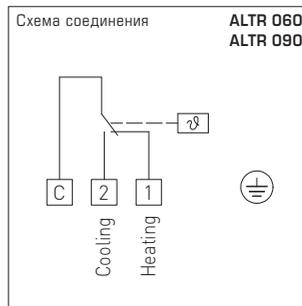 Схема соединения
ALTR 060
ALTR 090
ϑ
C
2
1
Cooling
Heating